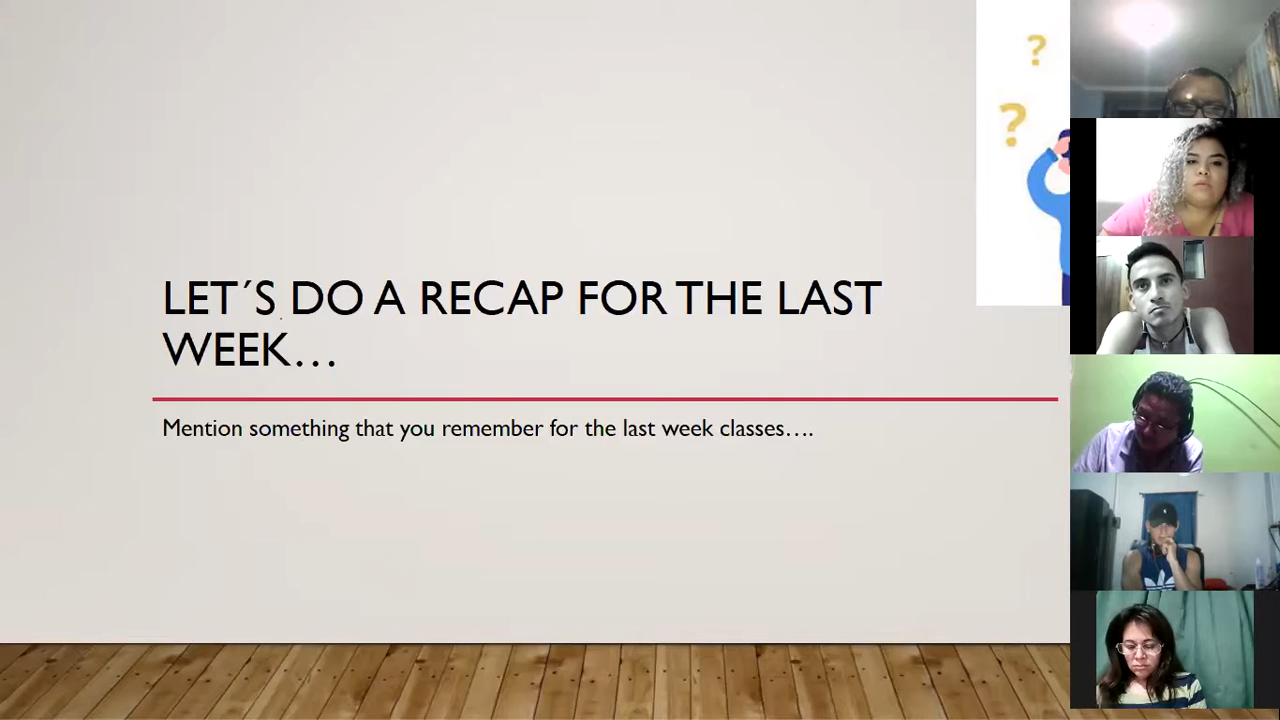 ?
?
LET´S DO A RECAP FOR THE LAST
WEEK…
Mention something that you remember for the last week classes….